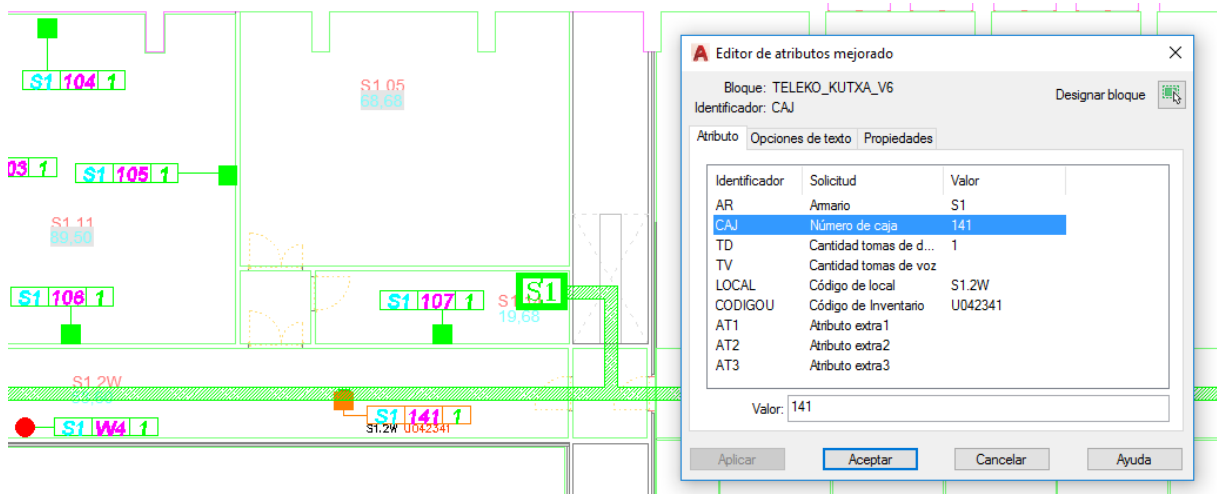 S1 104 1
S1.05
68,68
03 1
S1 105 1
S1.11
89,50
S1 106 1
S1 107 1
S1
19,68
S1.2W
S1 W4 1
S1 141 1
S1.2W U042341
Editor de atributos mejorado
Bloque: TELEKO_KUTXA_V6
Identificador: CAJ
Designar bloque
Atributo Opciones de texto Propiedades
Identificador Solicitud Valor
AR Armario S1
CAJ Número de caja 141
TD Cantidad tomas de d... 1
TV Cantidad tomas de voz
LOCAL Código de local S1.2W
CODIGOU Código de Inventario U042341
AT1 Atributo extra1
AT2 Atributo extra2
AT3 Atributo extra3
Valor: 141
Aplicar Aceptar Cancelar Ayuda